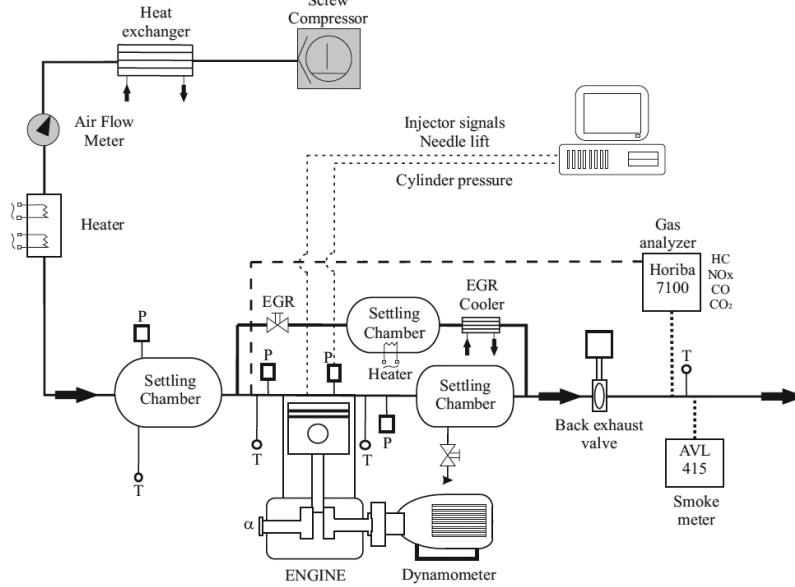 Screw
Compressor
Heat
exchanger
Air Flow
Meter
Heater
Injector signals
Needle lift
Cylinder pressure
Gas
analyzer
Horiba
7100
HC
NOx
CO
CO₂
EGR
Settling
Chamber
Heater
EGR
Cooler
P
Settling
Chamber
T
P
T
P
T
P
Settling
Chamber
Back exhaust
valve
T
AVL
415
Smoke
meter
α
ENGINE
Dynamometer